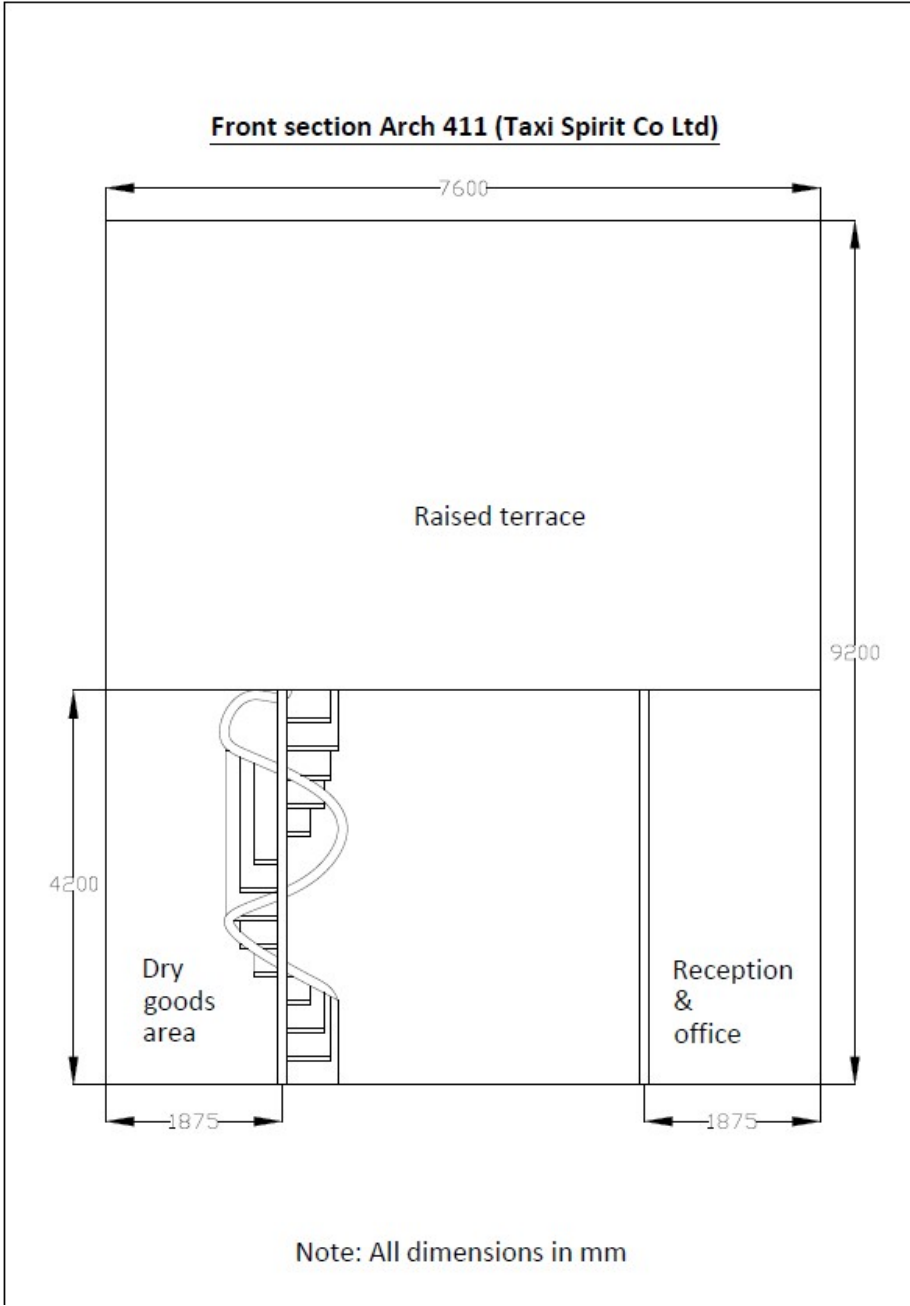 Front section Arch 411 (Taxi Spirit Co Ltd)
7600
Raised terrace
9200
4200
Dry
goods
area
Reception
&
office
1875
1875
Note: All dimensions in mm